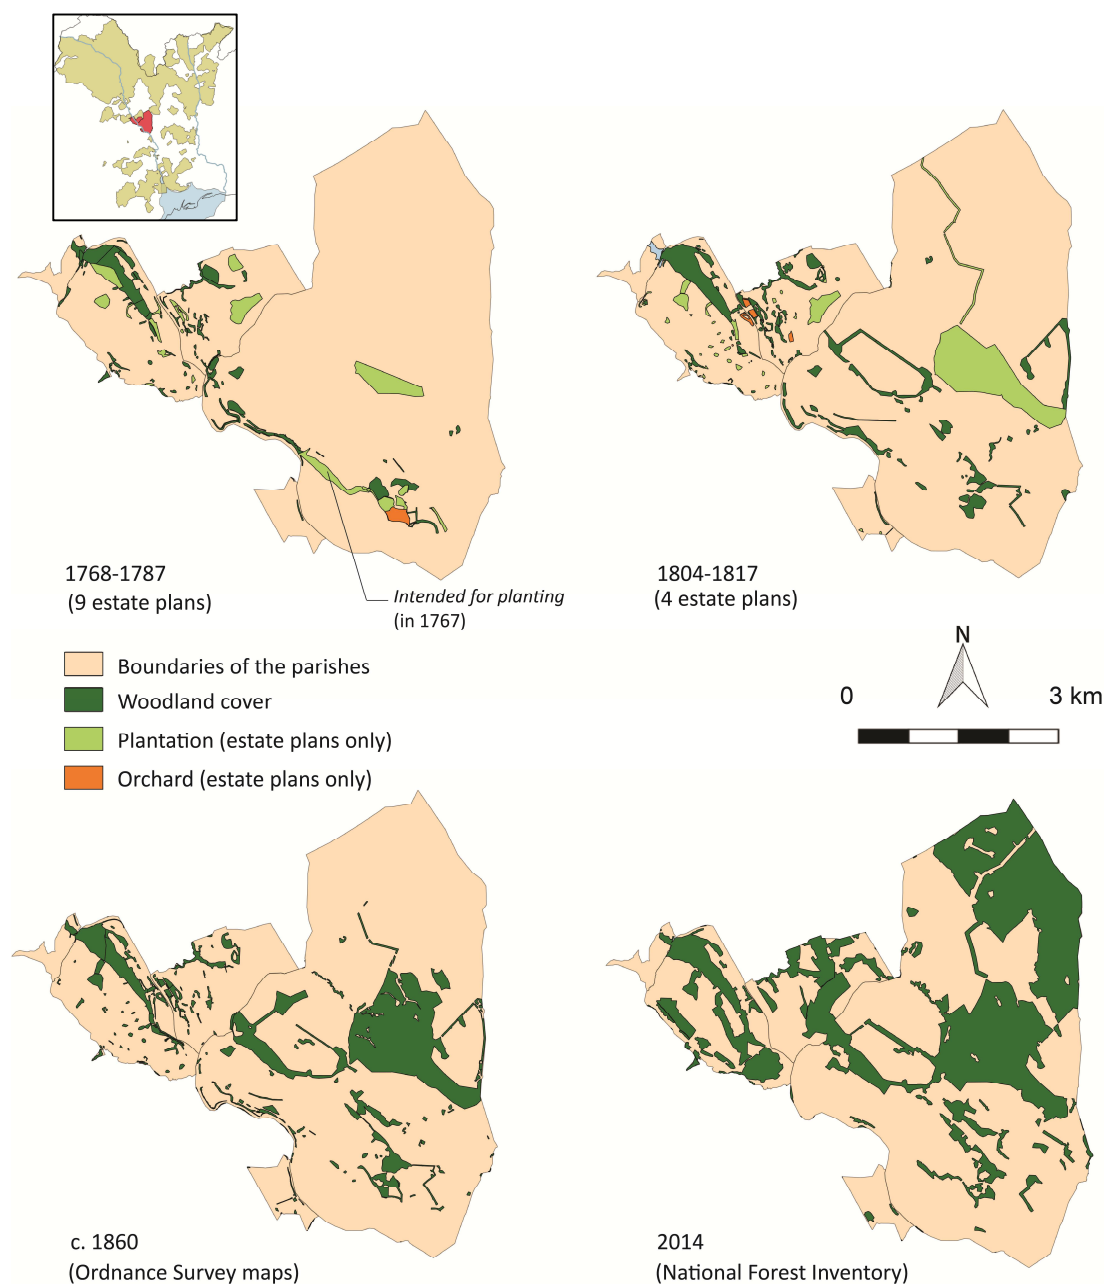 1768-1787
(9 estate plans)
Intended for planting
(in 1767)
1804-1817
(4 estate plans)
Boundaries of the parishes
Woodland cover
Plantation (estate plans only)
Orchard (estate plans only)
N
0 3 km
c. 1860
(Ordnance Survey maps)
2014
(National Forest Inventory)